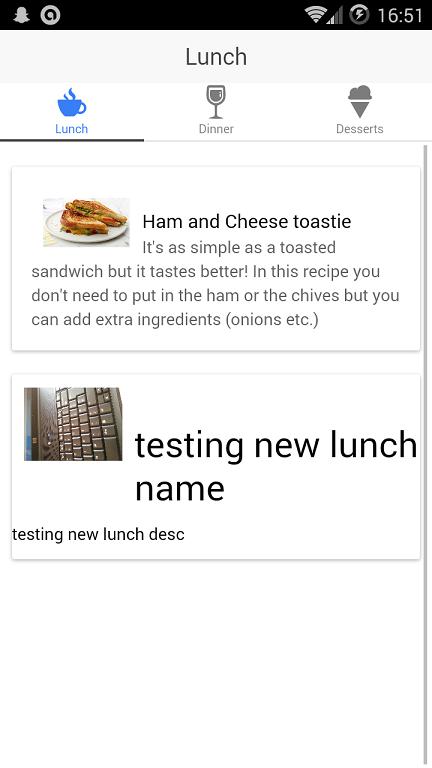 16:51
Lunch
Lunch
Dinner
Desserts
Ham and Cheese toastie
It's as simple as a toasted
sandwich but it tastes better! In this recipe you
don't need to put in the ham or the chives but you
can add extra ingredients (onions etc.)
testing new lunch
name
testing new lunch desc